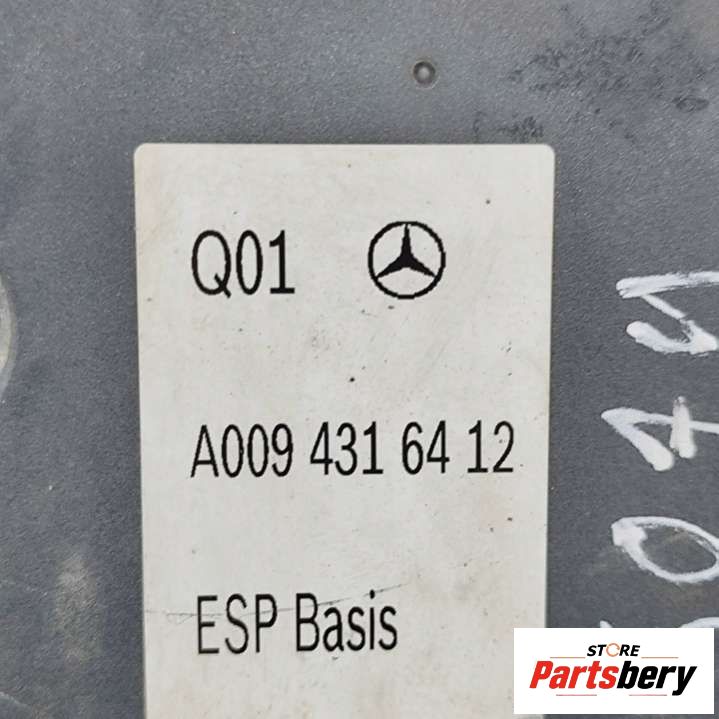 Q01
A009 431 64 12
ESP Basis
STORE
Partsbery